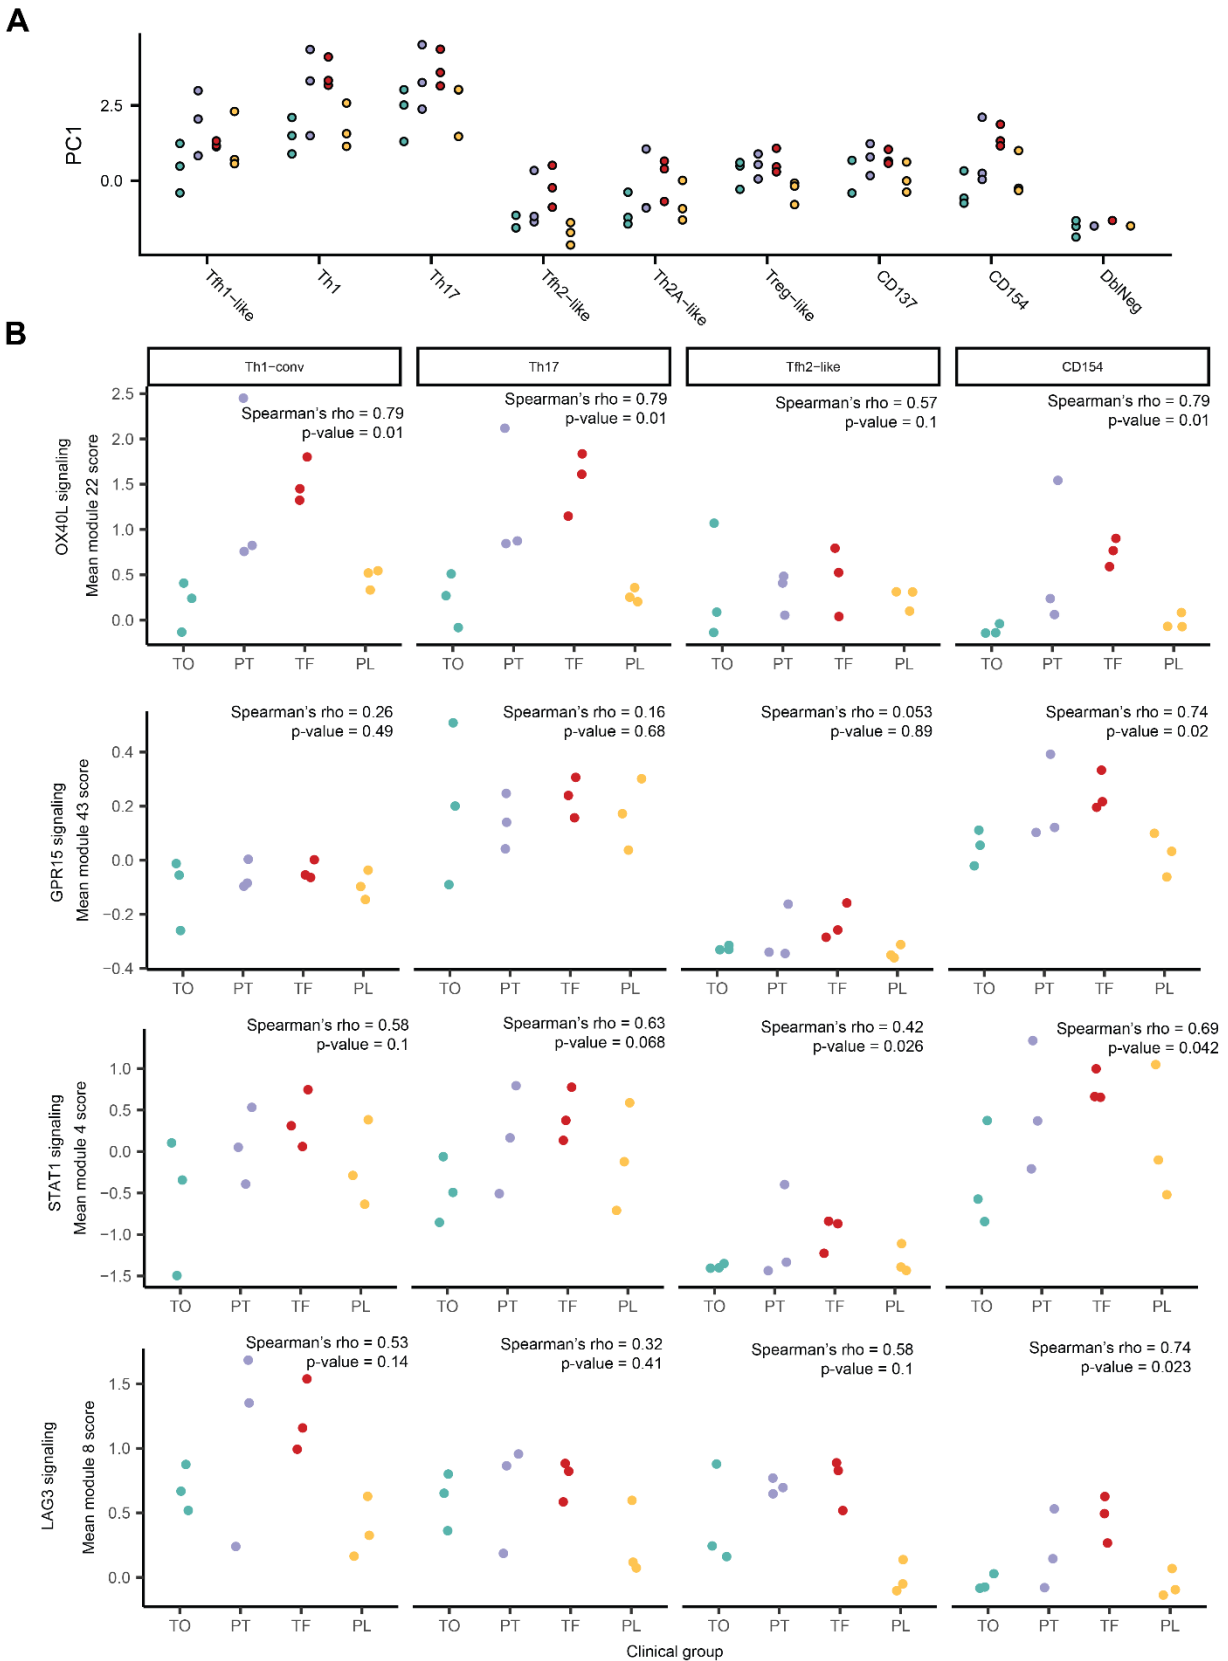 A
PC1
2.5
0.0
Tfh1−like
Th1
Th17
Tfh2−like
Th2A−like
Treg−like
CD137
CD154
DblNeg
B
Th1−conv
Th17
Tfh2−like
CD154
OX40L signaling
Mean module 22 score
2.5
2.0
1.5
1.0
0.5
0.0
Spearman's rho = 0.79
p-value = 0.01
Spearman's rho = 0.79
p-value = 0.01
Spearman's rho = 0.57
p-value = 0.1
Spearman's rho = 0.79
p-value = 0.01
TO PT TF PL
TO PT TF PL
TO PT TF PL
TO PT TF PL
GPR15 signaling
Mean module 43 score
0.4
0.2
0.0
−0.2
−0.4
Spearman's rho = 0.26
p-value = 0.49
Spearman's rho = 0.16
p-value = 0.68
Spearman's rho = 0.053
p-value = 0.89
Spearman's rho = 0.74
p-value = 0.02
TO PT TF PL
TO PT TF PL
TO PT TF PL
TO PT TF PL
STAT1 signaling
Mean module 4 score
1.0
0.5
0.0
−0.5
−1.0
−1.5
Spearman's rho = 0.58
p-value = 0.1
Spearman's rho = 0.63
p-value = 0.068
Spearman's rho = 0.42
p-value = 0.026
Spearman's rho = 0.69
p-value = 0.042
TO PT TF PL
TO PT TF PL
TO PT TF PL
TO PT TF PL
LAG3 signaling
Mean module 8 score
1.5
1.0
0.5
0.0
Spearman's rho = 0.53
p-value = 0.14
Spearman's rho = 0.32
p-value = 0.41
Spearman's rho = 0.58
p-value = 0.1
Spearman's rho = 0.74
p-value = 0.023
TO PT TF PL
TO PT TF PL
TO PT TF PL
TO PT TF PL
Clinical group